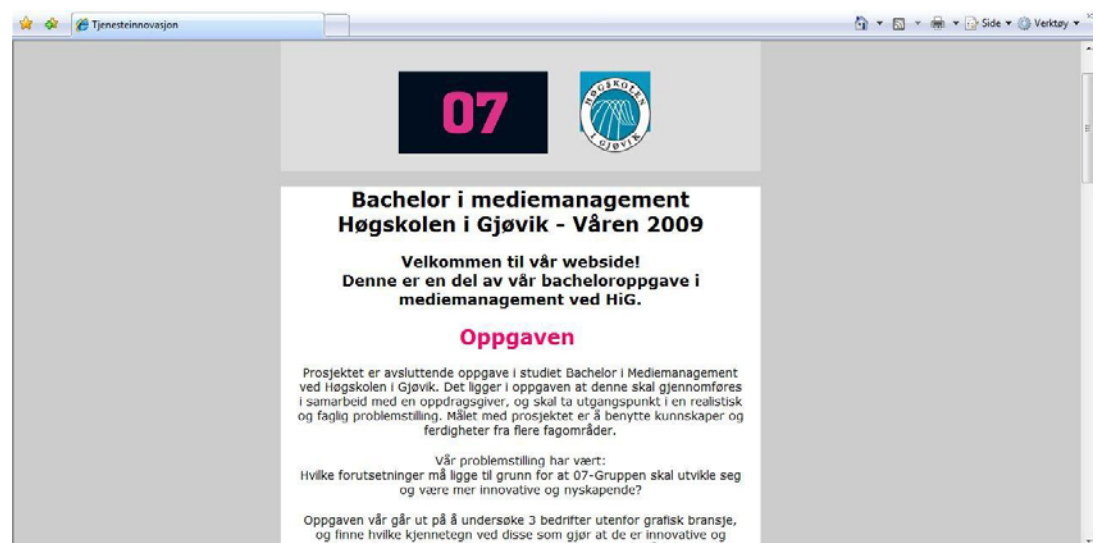 Tjenesteinnovasjon
Side
Verktøy
07
HØGSKOLEN
I GJØVIK
Bachelor i mediemanagement
Høgskolen i Gjøvik - Våren 2009
Velkommen til vår webside!
Denne er en del av vår bacheloroppgave i
mediemanagement ved HiG.
Oppgaven
Prosjektet er avsluttende oppgave i studiet Bachelor i Mediemanagement
ved Høgskolen i Gjøvik. Det ligger i oppgaven at denne skal gjennomføres
i samarbeid med en oppdragsgiver, og skal ta utgangspunkt i en realistisk
og faglig problemstilling. Målet med prosjektet er å benytte kunnskaper og
ferdigheter fra flere fagområder.
Vår problemstilling har vært:
Hvilke forutsetninger må ligge til grunn for at 07-Gruppen skal utvikle seg
og være mer innovative og nyskapende?
Oppgaven vår går ut på å undersøke 3 bedrifter utenfor grafisk bransje,
og finne hvilke kjennetegn ved disse som gjør at de er innovative og